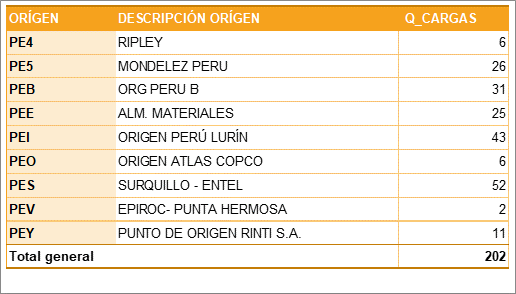 ORÍGEN DESCRIPCIÓN ORÍGEN Q_CARGAS
PE4 RIPLEY 6
PE5 MONDELEZ PERU 26
PEB ORG PERU B 31
PEE ALM. MATERIALES 25
PEI ORIGEN PERÚ LURÍN 43
PEO ORIGEN ATLAS COPCO 6
PES SURQUILLO - ENTEL 52
PEV EPIROC- PUNTA HERMOSA 2
PEY PUNTO DE ORIGEN RINTI S.A. 11
Total general 202